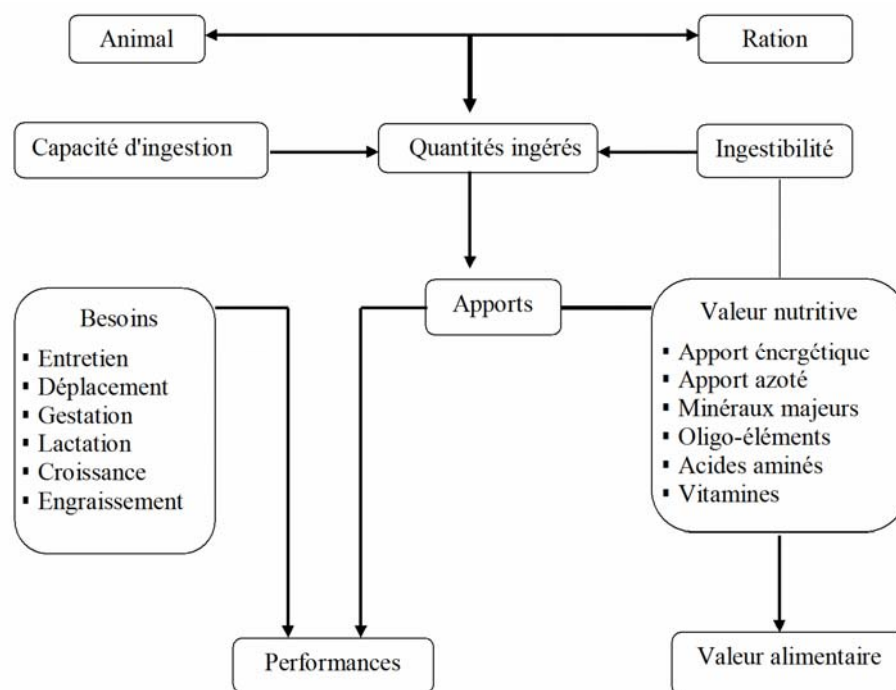 Animal
Ration
Capacité d'ingestion
Quantités ingérés
Ingestibilité
Apports
Besoins
▪ Entretien
▪ Déplacement
▪ Gestation
▪ Lactation
▪ Croissance
▪ Engraissement
Valeur nutritive
▪ Apport énergétique
▪ Apport azoté
▪ Minéraux majeurs
▪ Oligo-éléments
▪ Acides aminés
▪ Vitamines
Performances
Valeur alimentaire